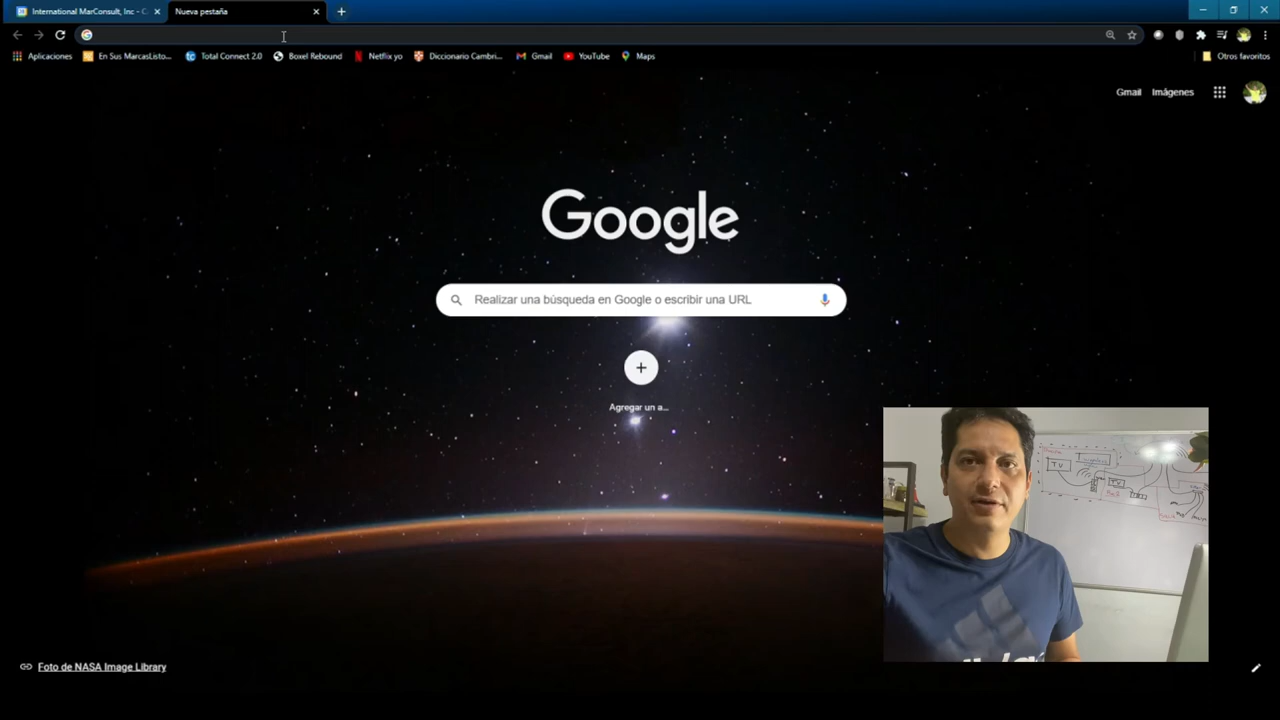 International MarConsult, Inc - C
Nueva pestaña
Aplicaciones
En Sus MarcasListo...
Total Connect 2.0
Boxel Rebound
Netflix yo
Diccionario Cambri...
Gmail
YouTube
Maps
Otros favoritos
Gmail
Imágenes
Google
Realizar una búsqueda en Google o escribir una URL
Agregar un a...
TV
TV
Foto de NASA Image Library